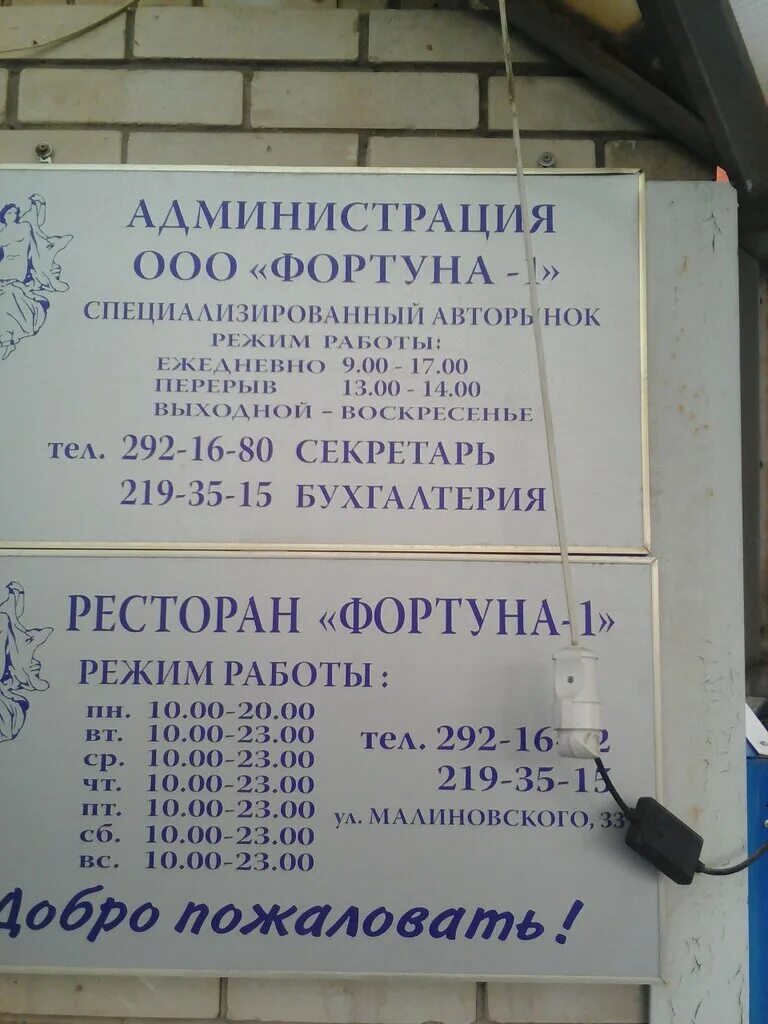 АДМИНИСТРАЦИЯ
ООО «ФОРТУНА -1»
СПЕЦИАЛИЗИРОВАННЫЙ АВТОРЫНОК
РЕЖИМ РАБОТЫ:
ЕЖЕДНЕВНО 9.00 - 17.00
ПЕРЕРЫВ 13.00 - 14.00
ВЫХОДНОЙ – ВОСКРЕСЕНЬЕ
тел. 292-16-80 СЕКРЕТАРЬ
219-35-15 БУХГАЛТЕРИЯ
РЕСТОРАН «ФОРТУНА-1»
РЕЖИМ РАБОТЫ:
пн. 10.00-20.00
вт. 10.00-23.00
ср. 10.00-23.00
чт. 10.00-23.00
пт. 10.00-23.00
сб. 10.00-23.00
вс. 10.00-23.00
тел.
219-35-15
ул. МАЛИНОВСКОГО, 33
Добро пожаловать!